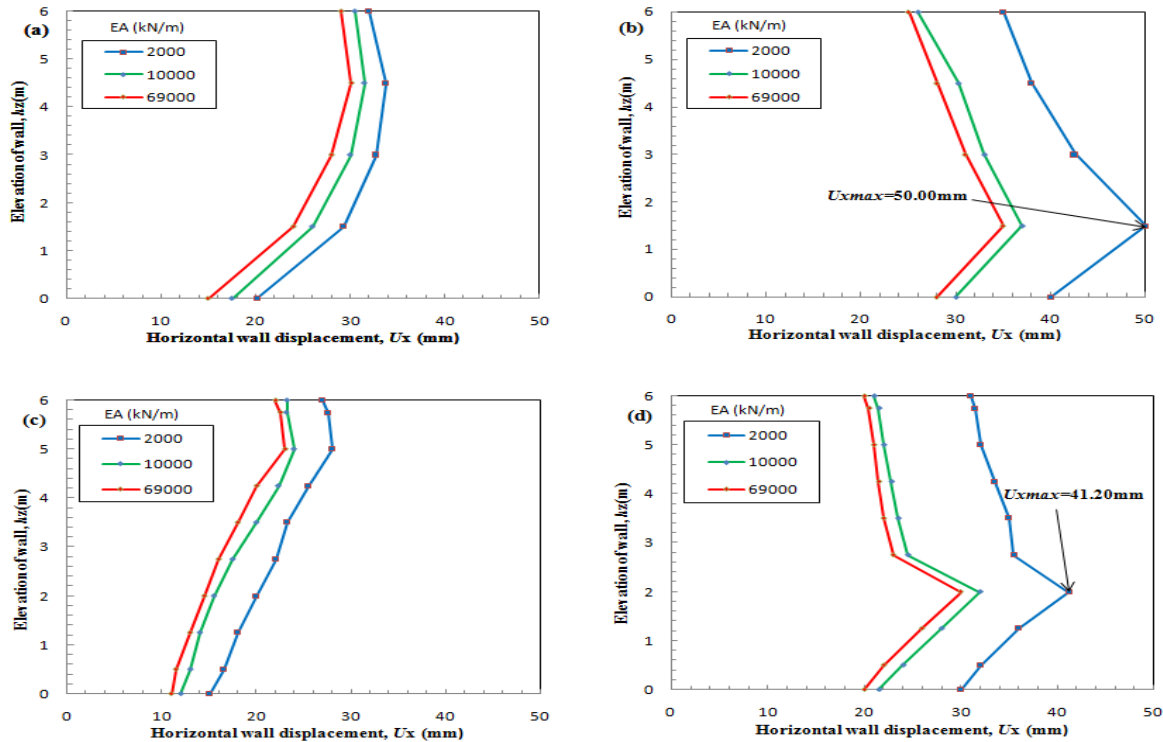 (a)
EA (kN/m)
2000
10000
69000
6
5
4
3
2
1
0
Elevation of wall, hz(m)
0 10 20 30 40 50
Horizontal wall displacement, Ux (mm)
(b)
EA (kN/m)
2000
10000
69000
Uxmax=50.00mm
6
5
4
3
2
1
0
Elevation of wall, hz(m)
0 10 20 30 40 50
Horizontal wall displacement, Ux (mm)
(c)
EA (kN/m)
2000
10000
69000
6
5
4
3
2
1
0
Elevation of wall, hz(m)
0 10 20 30 40 50
Horizontal wall displacement, Ux (mm)
(d)
EA (kN/m)
2000
10000
69000
Uxmax=41.20mm
6
5
4
3
2
1
0
Elevation of wall, hz(m)
0 10 20 30 40 50
Horizontal wall displacement, Ux (mm)